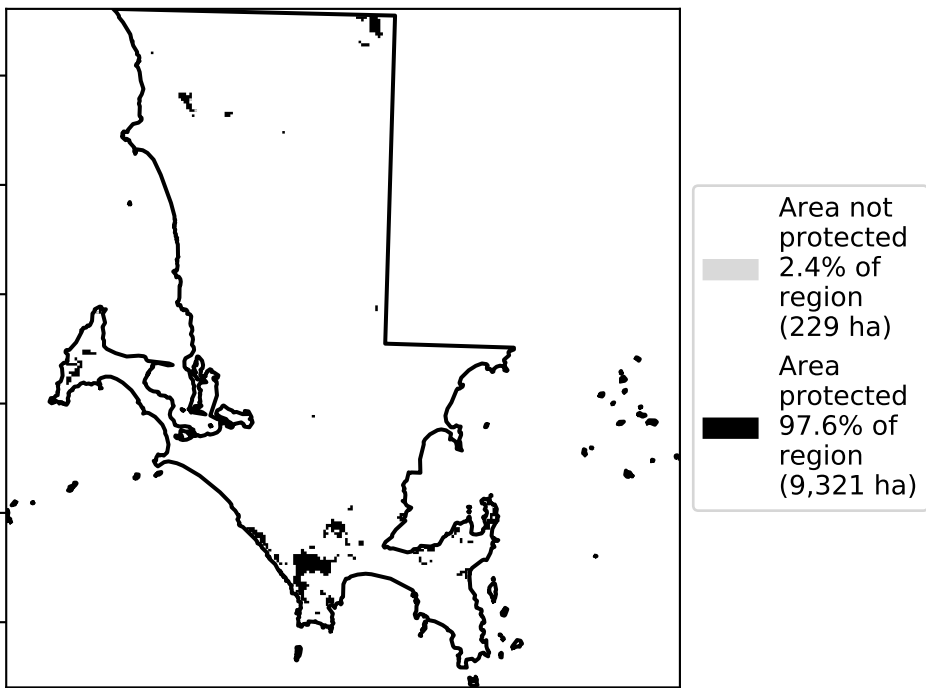 Area not
protected
2.4% of
region
(229 ha)
Area
protected
97.6% of
region
(9,321 ha)